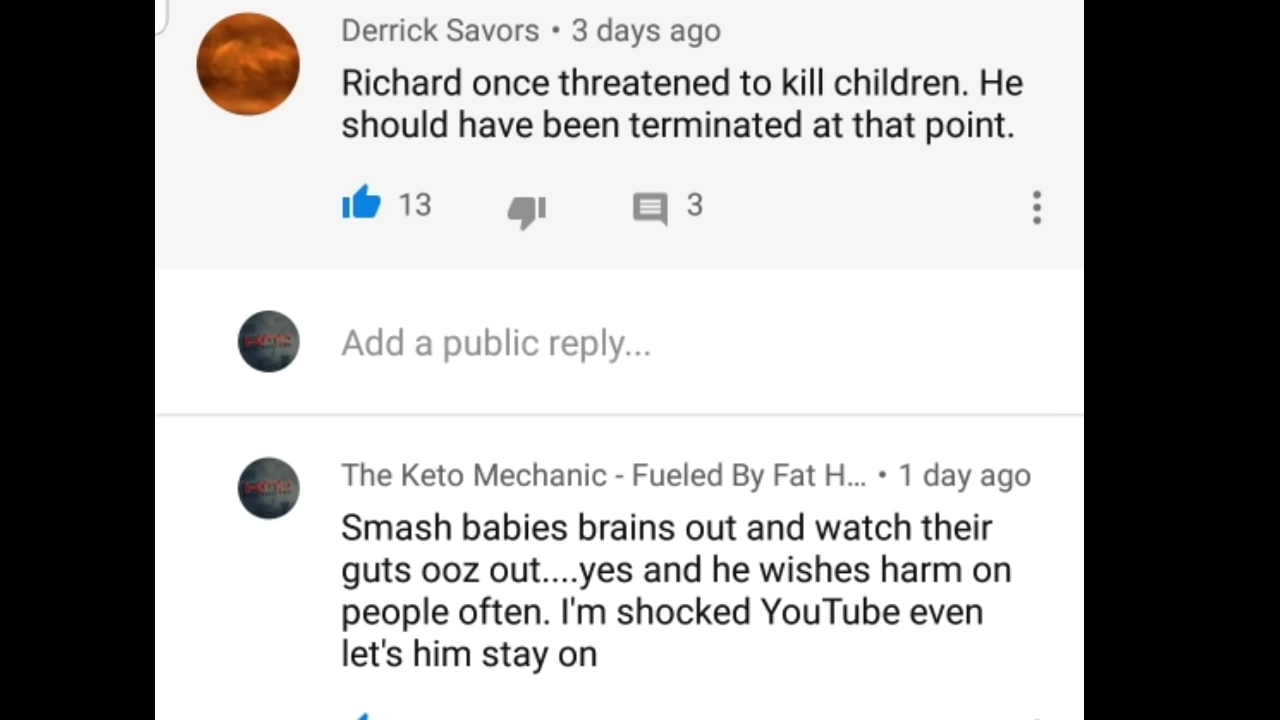 Derrick Savors • 3 days ago
Richard once threatened to kill children. He
should have been terminated at that point.
13
3
Add a public reply...
The Keto Mechanic - Fueled By Fat H... • 1 day ago
Smash babies brains out and watch their
guts ooz out....yes and he wishes harm on
people often. I'm shocked YouTube even
let's him stay on